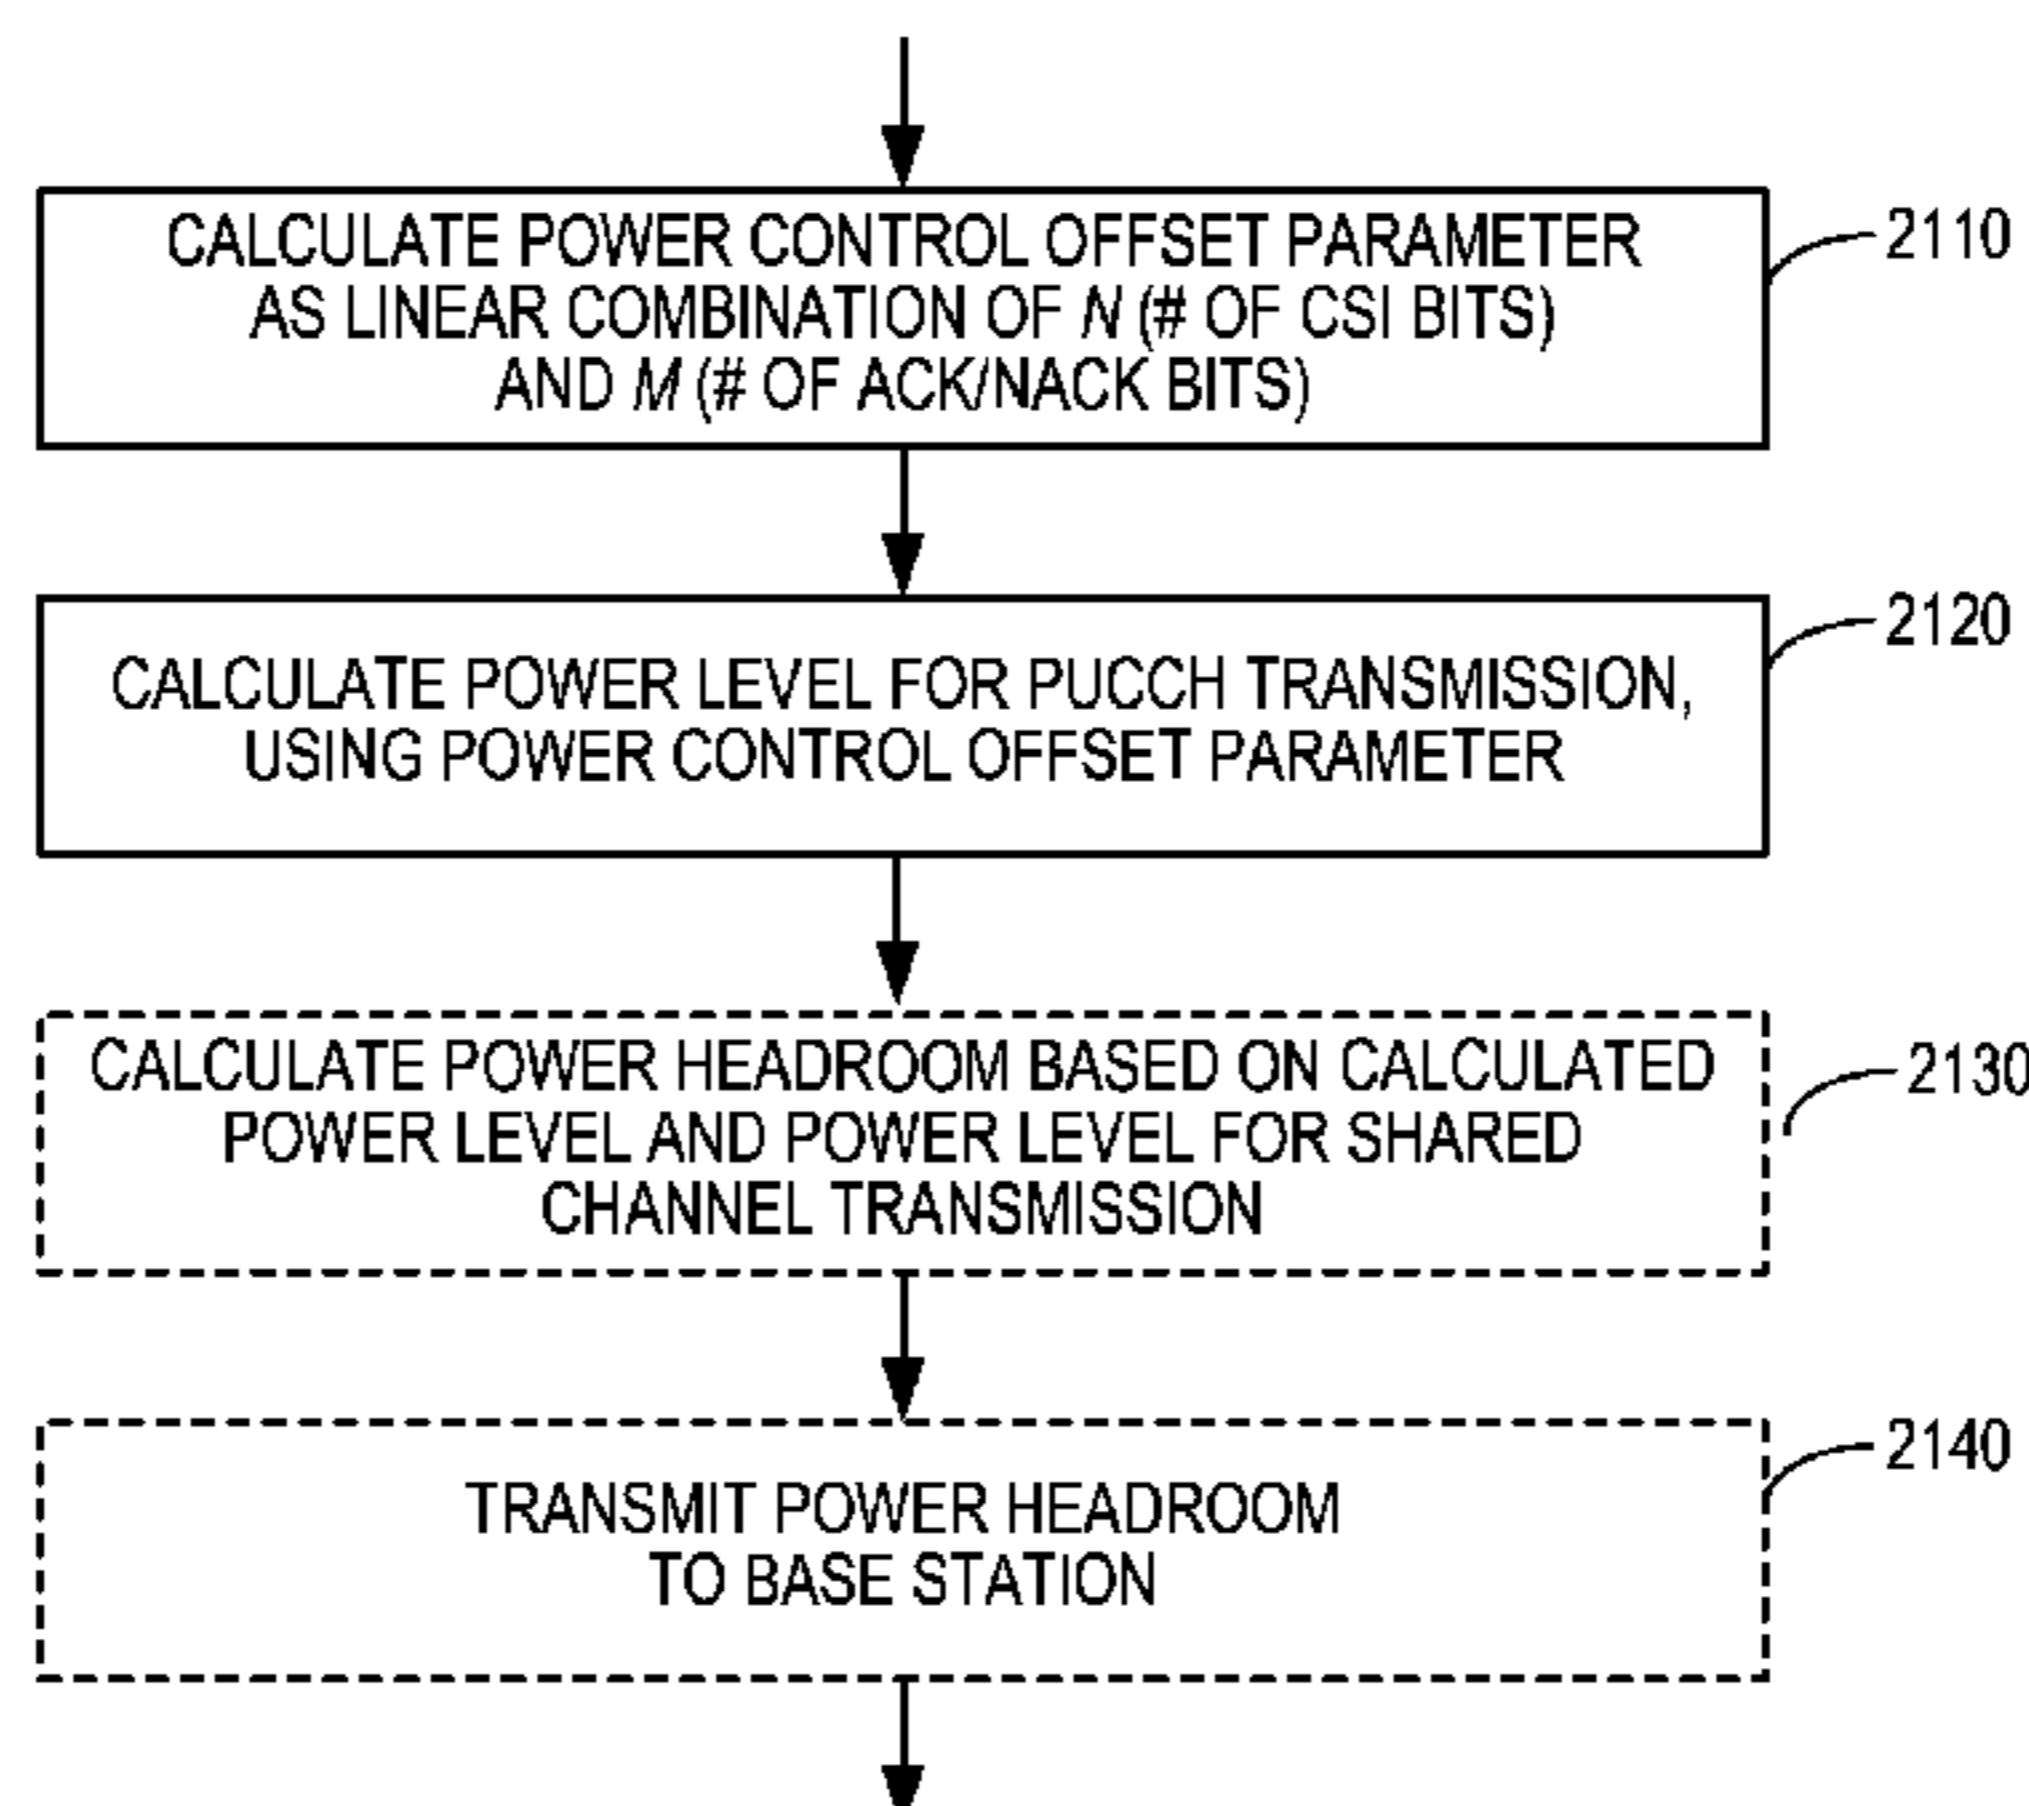 CALCULATE POWER CONTROL OFFSET PARAMETER
AS LINEAR COMBINATION OF N (# OF CSI BITS)
AND M (# OF ACK/NACK BITS)
2110
CALCULATE POWER LEVEL FOR PUCCH TRANSMISSION,
USING POWER CONTROL OFFSET PARAMETER
2120
CALCULATE POWER HEADROOM BASED ON CALCULATED
POWER LEVEL AND POWER LEVEL FOR SHARED
CHANNEL TRANSMISSION
2130
TRANSMIT POWER HEADROOM
TO BASE STATION
2140